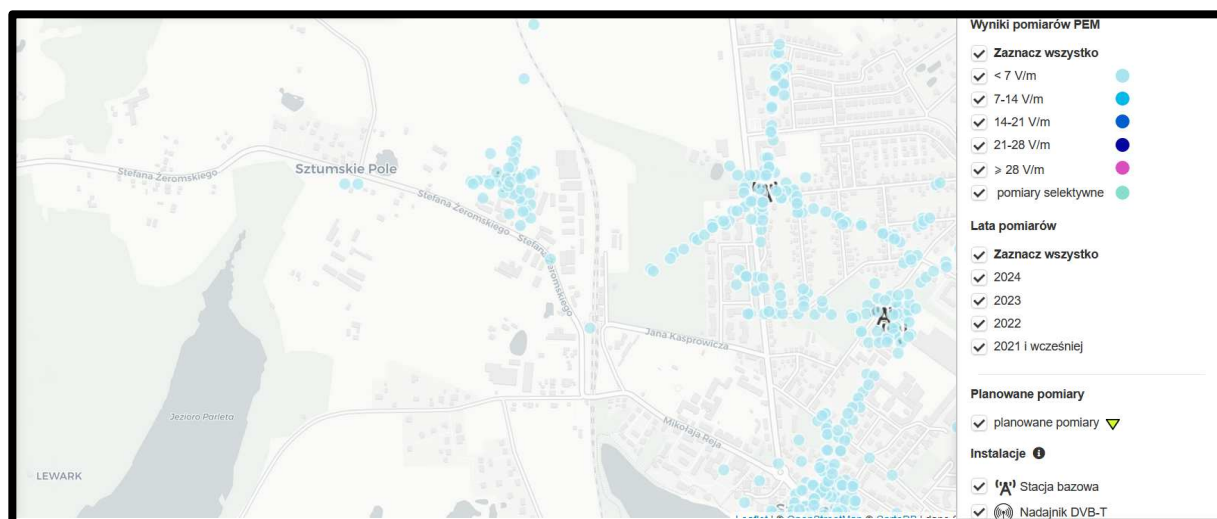 Stefana Żeromskiego
Sztumskie Pole
Stefana Żeromskiego - Stefana Żeromskiego
Jana Kasprowicza
Jezioro Parleta
Mikołaja Reja
LEWARK
Wyniki pomiarów PEM
Zaznacz wszystko
< 7 V/m
7-14 V/m
14-21 V/m
21-28 V/m
⩾ 28 V/m
pomiary selektywne
Lata pomiarów
Zaznacz wszystko
2024
2023
2022
2021 i wcześniej
Planowane pomiary
planowane pomiary
Instalacje
Stacja bazowa
Nadajnik DVB-T